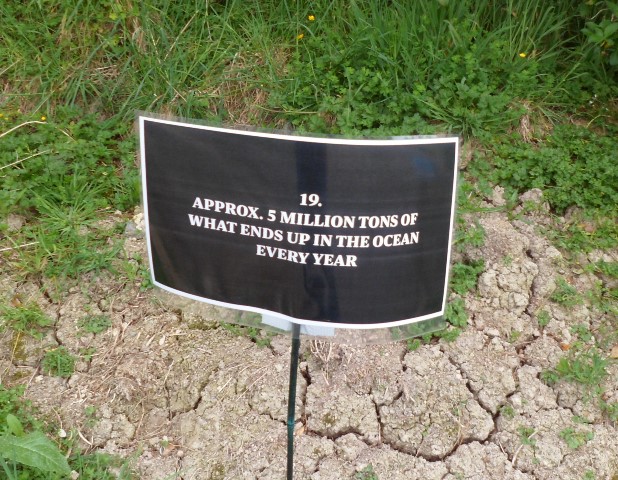 19.
APPROX. 5 MILLION TONS OF
WHAT ENDS UP IN THE OCEAN
EVERY YEAR